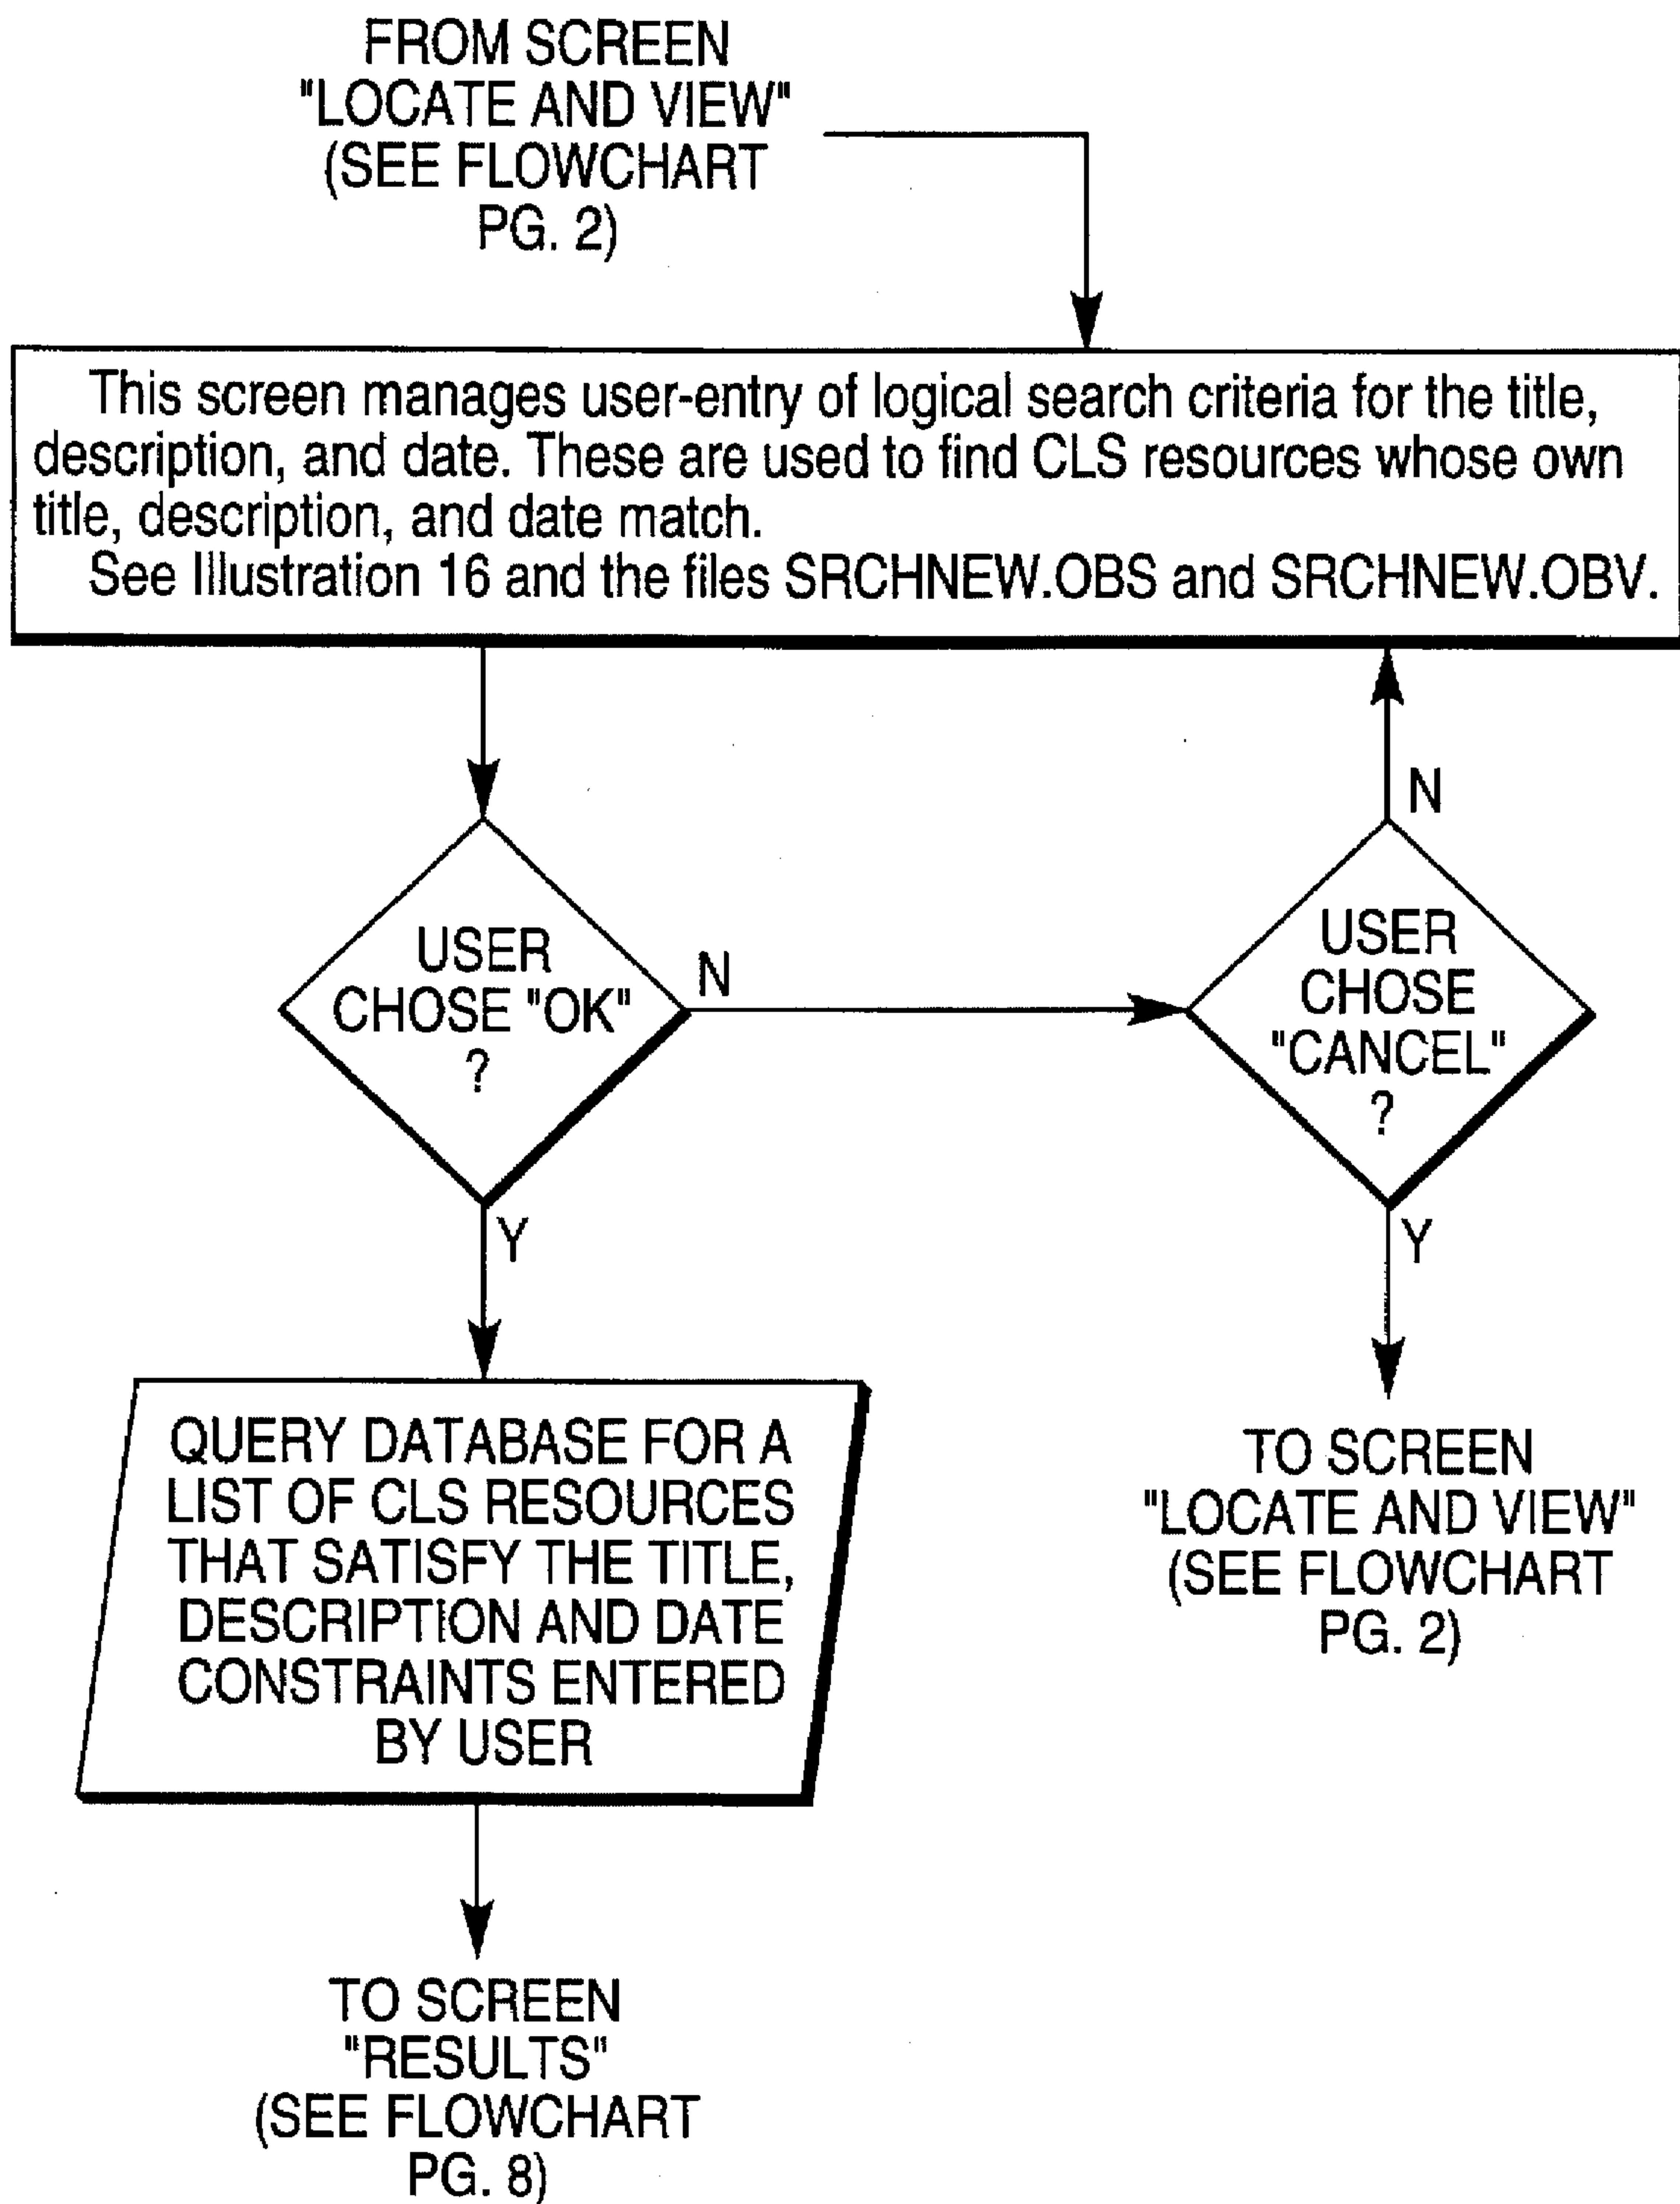 FROM SCREEN
"LOCATE AND VIEW"
(SEE FLOWCHART
PG. 2)
This screen manages user-entry of logical search criteria for the title,
description, and date. These are used to find CLS resources whose own
title, description, and date match.
See Illustration 16 and the files SRCHNEW.OBS and SRCHNEW.OBV.
USER
CHOSE "OK"
?
N
USER
CHOSE
"CANCEL"
?
N
Y
Y
QUERY DATABASE FOR A
LIST OF CLS RESOURCES
THAT SATISFY THE TITLE,
DESCRIPTION AND DATE
CONSTRAINTS ENTERED
BY USER
TO SCREEN
"LOCATE AND VIEW"
(SEE FLOWCHART
PG. 2)
TO SCREEN
"RESULTS"
(SEE FLOWCHART
PG. 8)